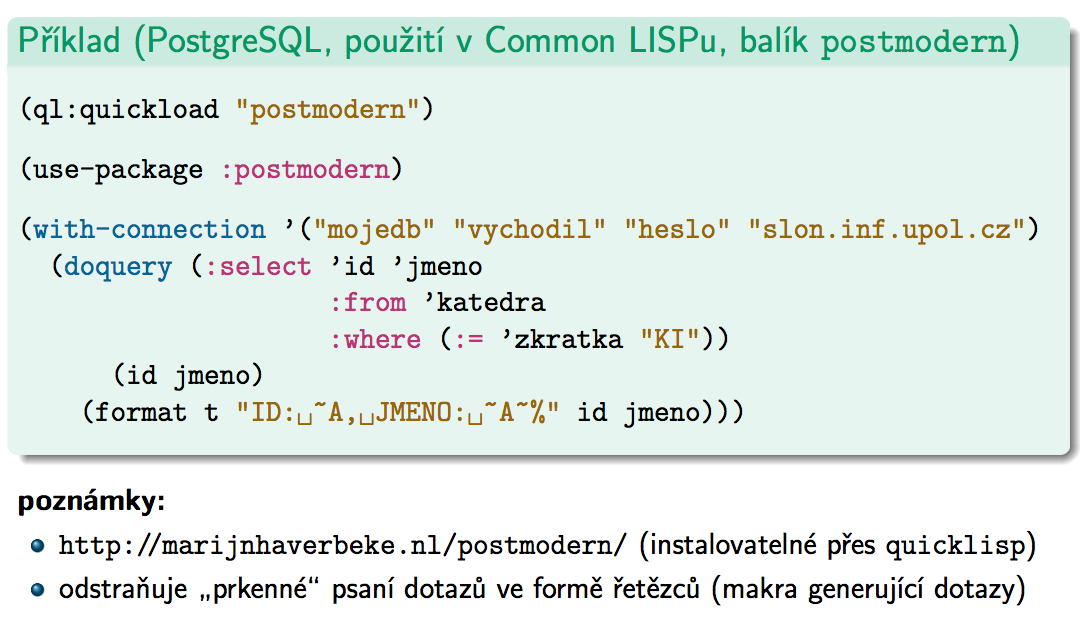 Příklad (PostgreSQL, použití v Common LISPu, balík postmodern)
(ql:quickload "postmodern")
(use-package :postmodern)
(with-connection '("mojedb" "vychodil" "heslo" "slon.inf.upol.cz")
(doquery (:select 'id 'jmeno
:from 'katedra
:where (:= 'zkratka "KI"))
(id jmeno)
(format t "ID:␣~A,␣JMENO:␣~A~%" id jmeno)))
poznámky:
http://marijnhaverbeke.nl/postmodern/ (instalovatelné přes quicklisp)
odstraňuje „prkenné“ psaní dotazů ve formě řetězců (makra generující dotazy)